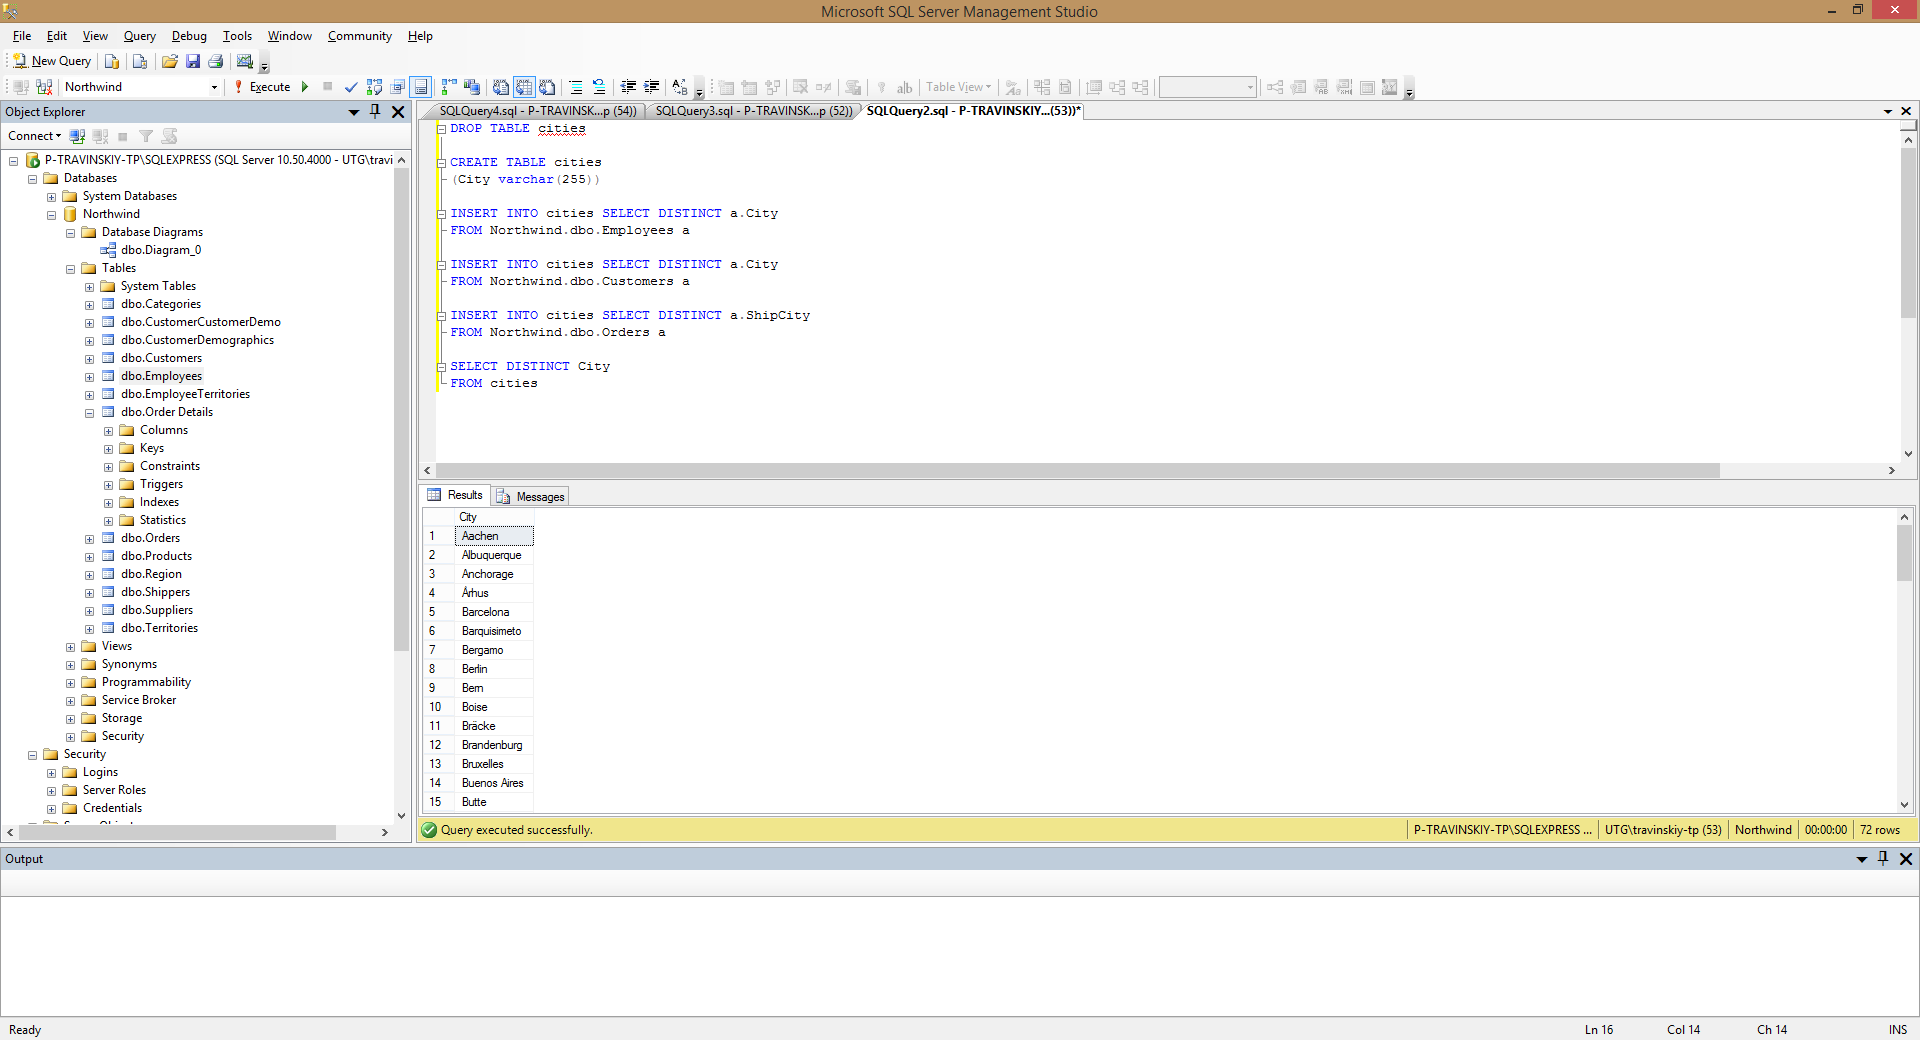 Microsoft SQL Server Management Studio
File Edit View Query Debug Tools Window Community Help
New Query
Northwind Execute Table View
Object Explorer
Connect
P-TRAVINSKIY-TP\SQLEXPRESS (SQL Server 10.50.4000 - UTG\travi
Databases
System Databases
Northwind
Database Diagrams
dbo.Diagram_0
Tables
System Tables
dbo.Categories
dbo.CustomerCustomerDemo
dbo.CustomerDemographics
dbo.Customers
dbo.Employees
dbo.EmployeeTerritories
dbo.Order Details
Columns
Keys
Constraints
Triggers
Indexes
Statistics
dbo.Orders
dbo.Products
dbo.Region
dbo.Shippers
dbo.Suppliers
dbo.Territories
Views
Synonyms
Programmability
Service Broker
Storage
Security
Security
Logins
Server Roles
Credentials
SQLQuery4.sql - P-TRAVINSK...p (54)) SQLQuery3.sql - P-TRAVINSK...p (52)) SQLQuery2.sql - P-TRAVINSKIY...(53))*
DROP TABLE cities
CREATE TABLE cities
(City varchar(255))
INSERT INTO cities SELECT DISTINCT a.City
FROM Northwind.dbo.Employees a
INSERT INTO cities SELECT DISTINCT a.City
FROM Northwind.dbo.Customers a
INSERT INTO cities SELECT DISTINCT a.ShipCity
FROM Northwind.dbo.Orders a
SELECT DISTINCT City
FROM cities
Results Messages
City
1 Aachen
2 Albuquerque
3 Anchorage
4 Århus
5 Barcelona
6 Barquisimeto
7 Bergamo
8 Berlin
9 Bern
10 Boise
11 Bräcke
12 Brandenburg
13 Bruxelles
14 Buenos Aires
15 Butte
Query executed successfully. P-TRAVINSKIY-TP\SQLEXPRESS ... UTG\travinskiy-tp (53) Northwind 00:00:00 72 rows
Output
Ready Ln 16 Col 14 Ch 14 INS